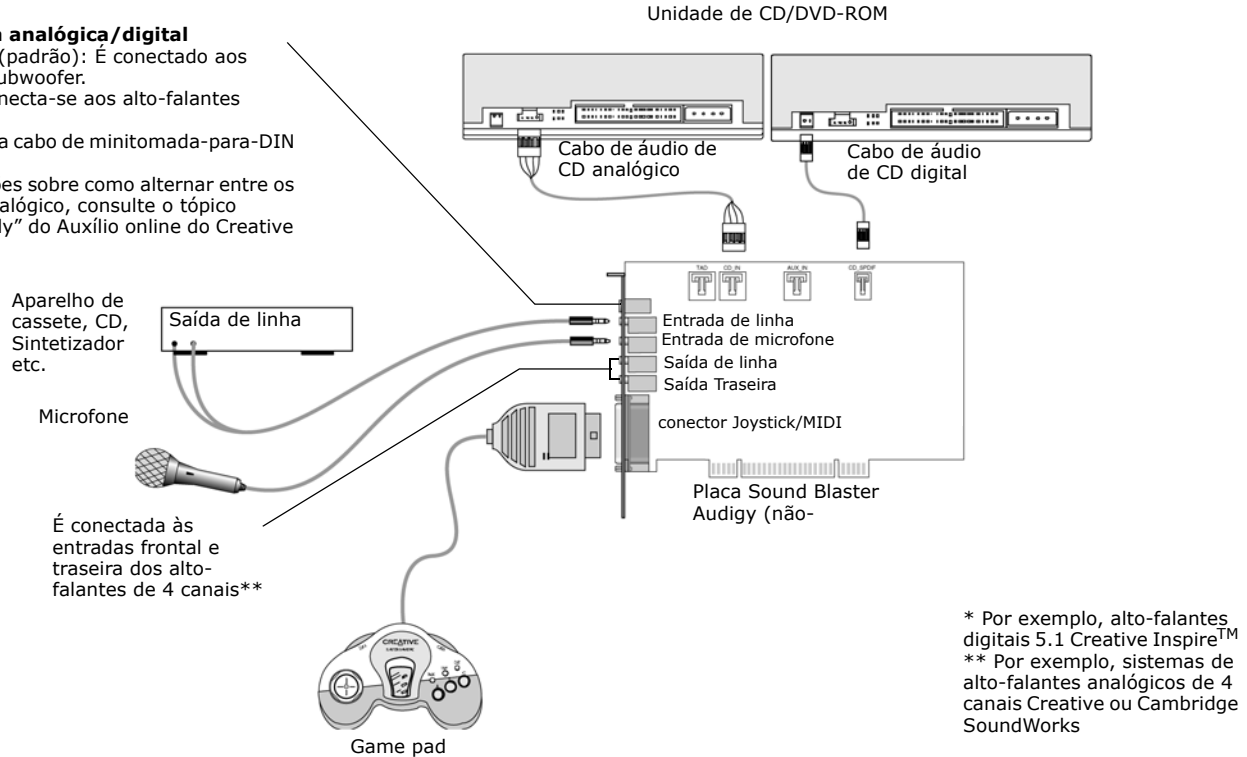 Unidade de CD/DVD-ROM
analógica/digital
(padrão): É conectado aos
ubwoofer.
necta-se aos alto-falantes
a cabo de minitomada-para-DIN
es sobre como alternar entre os
alógico, consulte o tópico
ly” do Auxílio online do Creative
Cabo de áudio de
CD analógico
Cabo de áudio
de CD digital
TAD CD_IN AUX_IN CD_SPDIF
Aparelho de
cassete, CD,
Sintetizador
etc.
Saída de linha
Entrada de linha
Entrada de microfone
Saída de linha
Saída Traseira
conector Joystick/MIDI
Microfone
Placa Sound Blaster
Audigy (não-
É conectada às
entradas frontal e
traseira dos alto-
falantes de 4 canais**
CREATIVE
Game pad
* Por exemplo, alto-falantes
digitais 5.1 Creative InspireTM
** Por exemplo, sistemas de
alto-falantes analógicos de 4
canais Creative ou Cambridge
SoundWorks